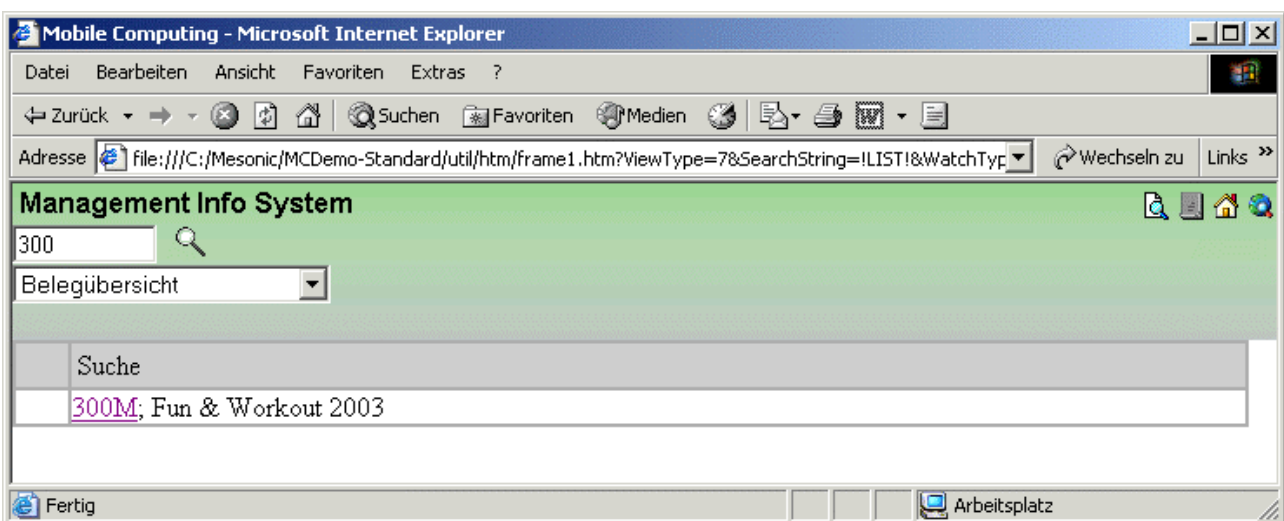 Mobile Computing - Microsoft Internet Explorer
Datei Bearbeiten Ansicht Favoriten Extras ?
Zurück Suchen Favoriten Medien
Adresse file:///C:/Mesonic/MCDemo-Standard/util/htm/frame1.htm?ViewType=7&SearchString=!LIST!&WatchTyp Wechseln zu Links »
Management Info System
300
Belegübersicht
Suche
300M; Fun & Workout 2003
Fertig Arbeitsplatz